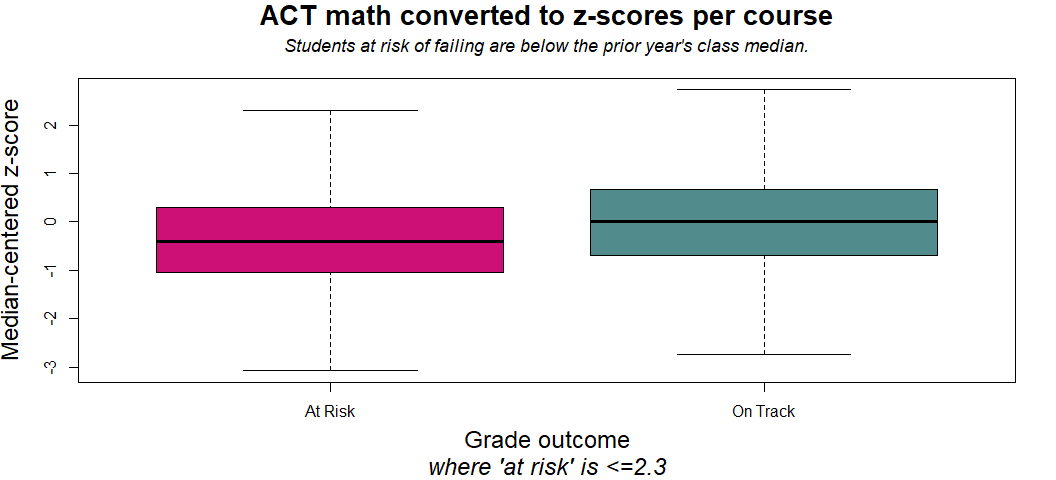 ACT math converted to z-scores per course
Students at risk of failing are below the prior year's class median.
Median-centered z-score
2
1
0
-1
-2
-3
At Risk
On Track
Grade outcome
where 'at risk' is <=2.3